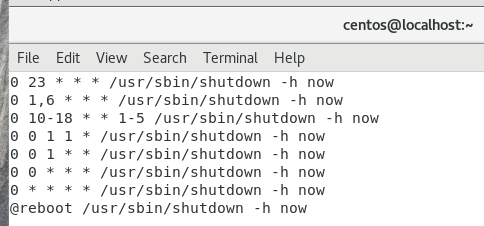 centos@localhost:~
File Edit View Search Terminal Help
0 23 * * * /usr/sbin/shutdown -h now
0 1,6 * * * /usr/sbin/shutdown -h now
0 10-18 * * 1-5 /usr/sbin/shutdown -h now
0 0 1 1 * /usr/sbin/shutdown -h now
0 0 1 * * /usr/sbin/shutdown -h now
0 0 * * * /usr/sbin/shutdown -h now
0 * * * * /usr/sbin/shutdown -h now
@reboot /usr/sbin/shutdown -h now